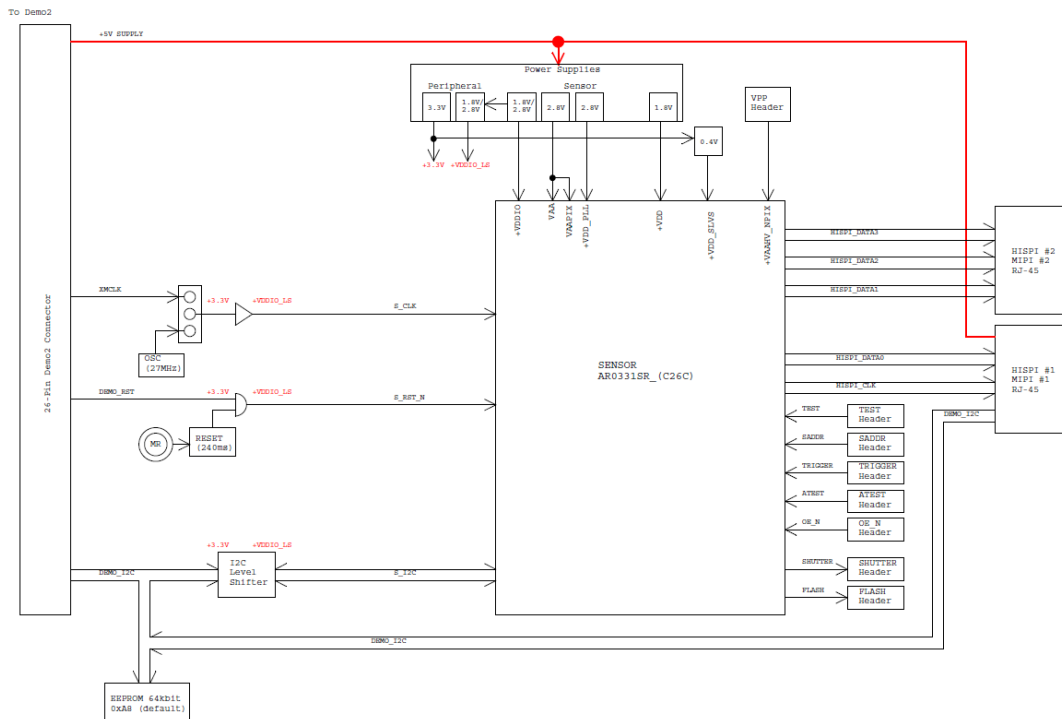 To Demo2
+5V SUPPLY
Power Supplies
Peripheral
Sensor
3.3V
1.8V/
2.8V
1.8V/
2.8V
2.8V
2.8V
1.8V
VPP
Header
0.4V
+3.3V
+VDDIO_LS
+VDDIO
VAA
VAAPIX
+VDD_PLL
+VDD
+VDD_SLVS
+VAAHV_NPIX
HISPI_DATA3
HISPI_DATA2
HISPI_DATA1
HISPI #2
MIPI #2
RJ-45
26-Pin Demo2 Connector
XMCLK
+3.3V
+VDDIO_LS
S_CLK
OSC
(27MHz)
SENSOR
AR0331SR_(C26C)
HISPI_DATA0
HISPI_CLK
HISPI #1
MIPI #1
RJ-45
DEMO_I2C
DEMO_RST
+3.3V
+VDDIO_LS
S_RST_N
MR
RESET
(240ms)
TEST
TEST
Header
SADDR
SADDR
Header
TRIGGER
TRIGGER
Header
ATEST
ATEST
Header
OE_N
OE_N
Header
SHUTTER
SHUTTER
Header
FLASH
FLASH
Header
+3.3V
+VDDIO_LS
DEMO_I2C
I2C
Level
Shifter
S_I2C
DEMO_I2C
EEPROM 64kbit
0xA8 (default)